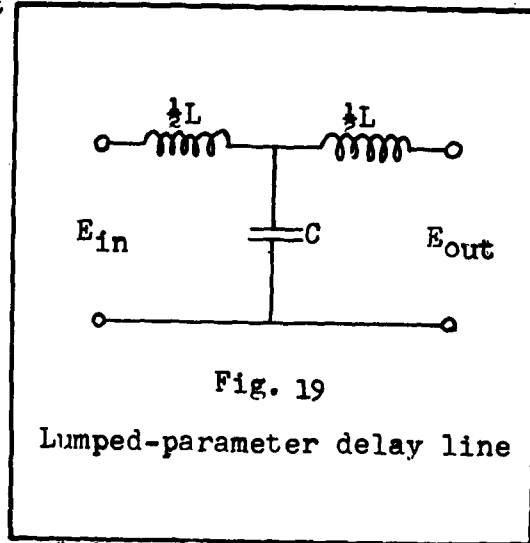 ½L ½L
E_in C E_out
Fig. 19
Lumped-parameter delay line